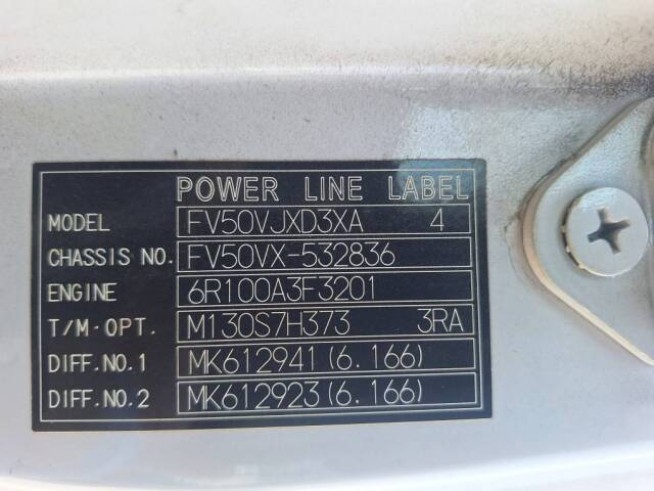 POWER LINE LABEL
MODEL FV50VJXD3XA 4
CHASSIS NO. FV50VX-532836
ENGINE 6R100A3F3201
T/M·OPT. M130S7H373 3RA
DIFF.NO.1 MK612941(6.166)
DIFF.NO.2 MK612923(6.166)